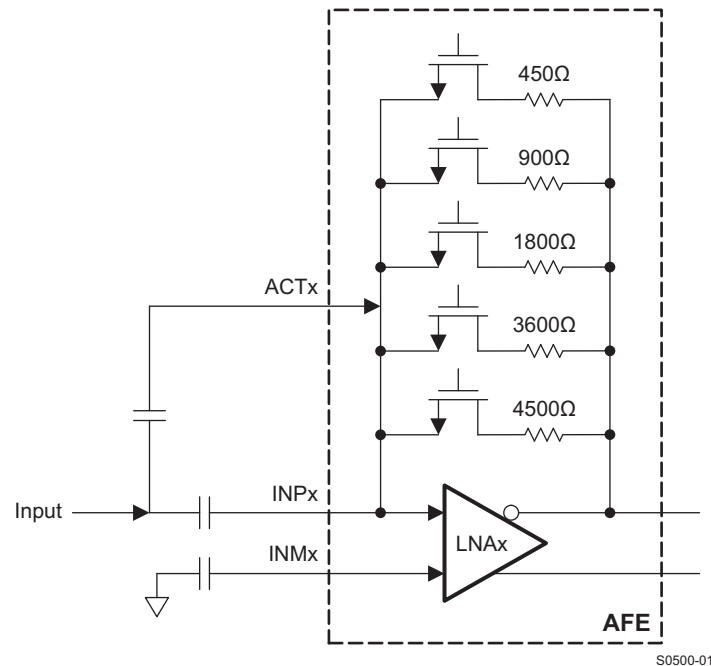 450Ω
900Ω
1800Ω
ACTx
3600Ω
4500Ω
Input
INPx
LNAx
INMx
AFE
S0500-01